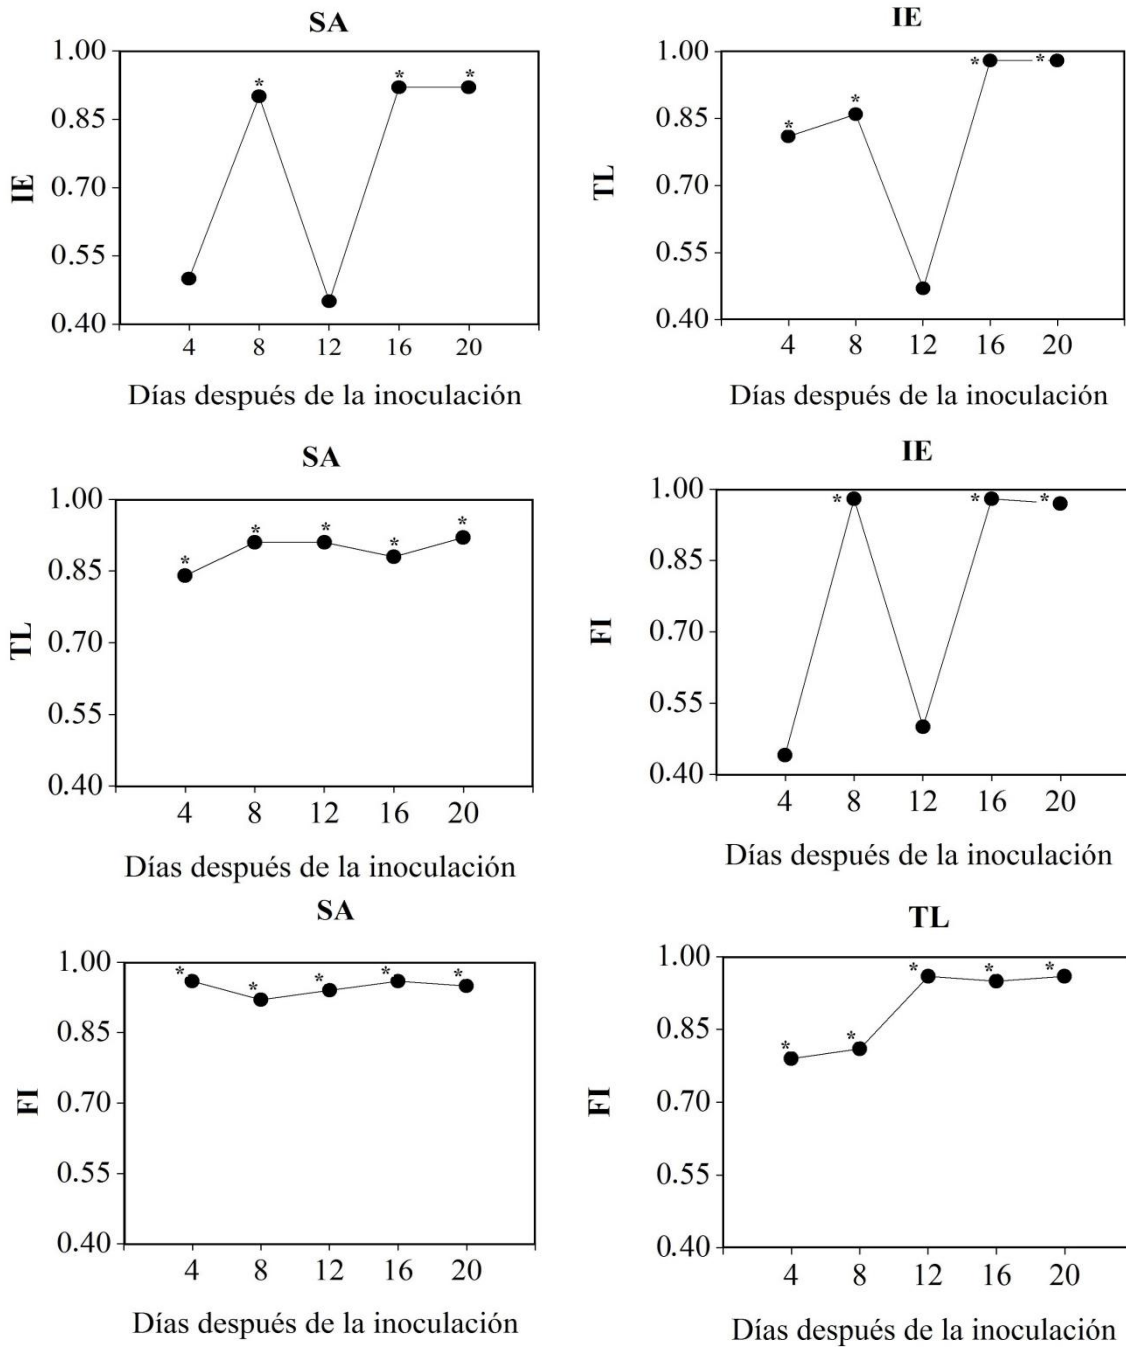 SA
1.00
*
*
*
0.85
IE
0.70
0.55
0.40
4 8 12 16 20
Días después de la inoculación
IE
1.00
*
*
*
*
0.85
TL
0.70
0.55
0.40
4 8 12 16 20
Días después de la inoculación
SA
1.00
*
*
*
*
*
0.85
TL
0.70
0.55
0.40
4 8 12 16 20
Días después de la inoculación
IE
1.00
*
*
*
0.85
FI
0.70
0.55
0.40
4 8 12 16 20
Días después de la inoculación
SA
1.00
*
*
*
*
*
0.85
FI
0.70
0.55
0.40
4 8 12 16 20
Días después de la inoculación
TL
1.00
*
*
*
*
*
0.85
FI
0.70
0.55
0.40
4 8 12 16 20
Días después de la inoculación